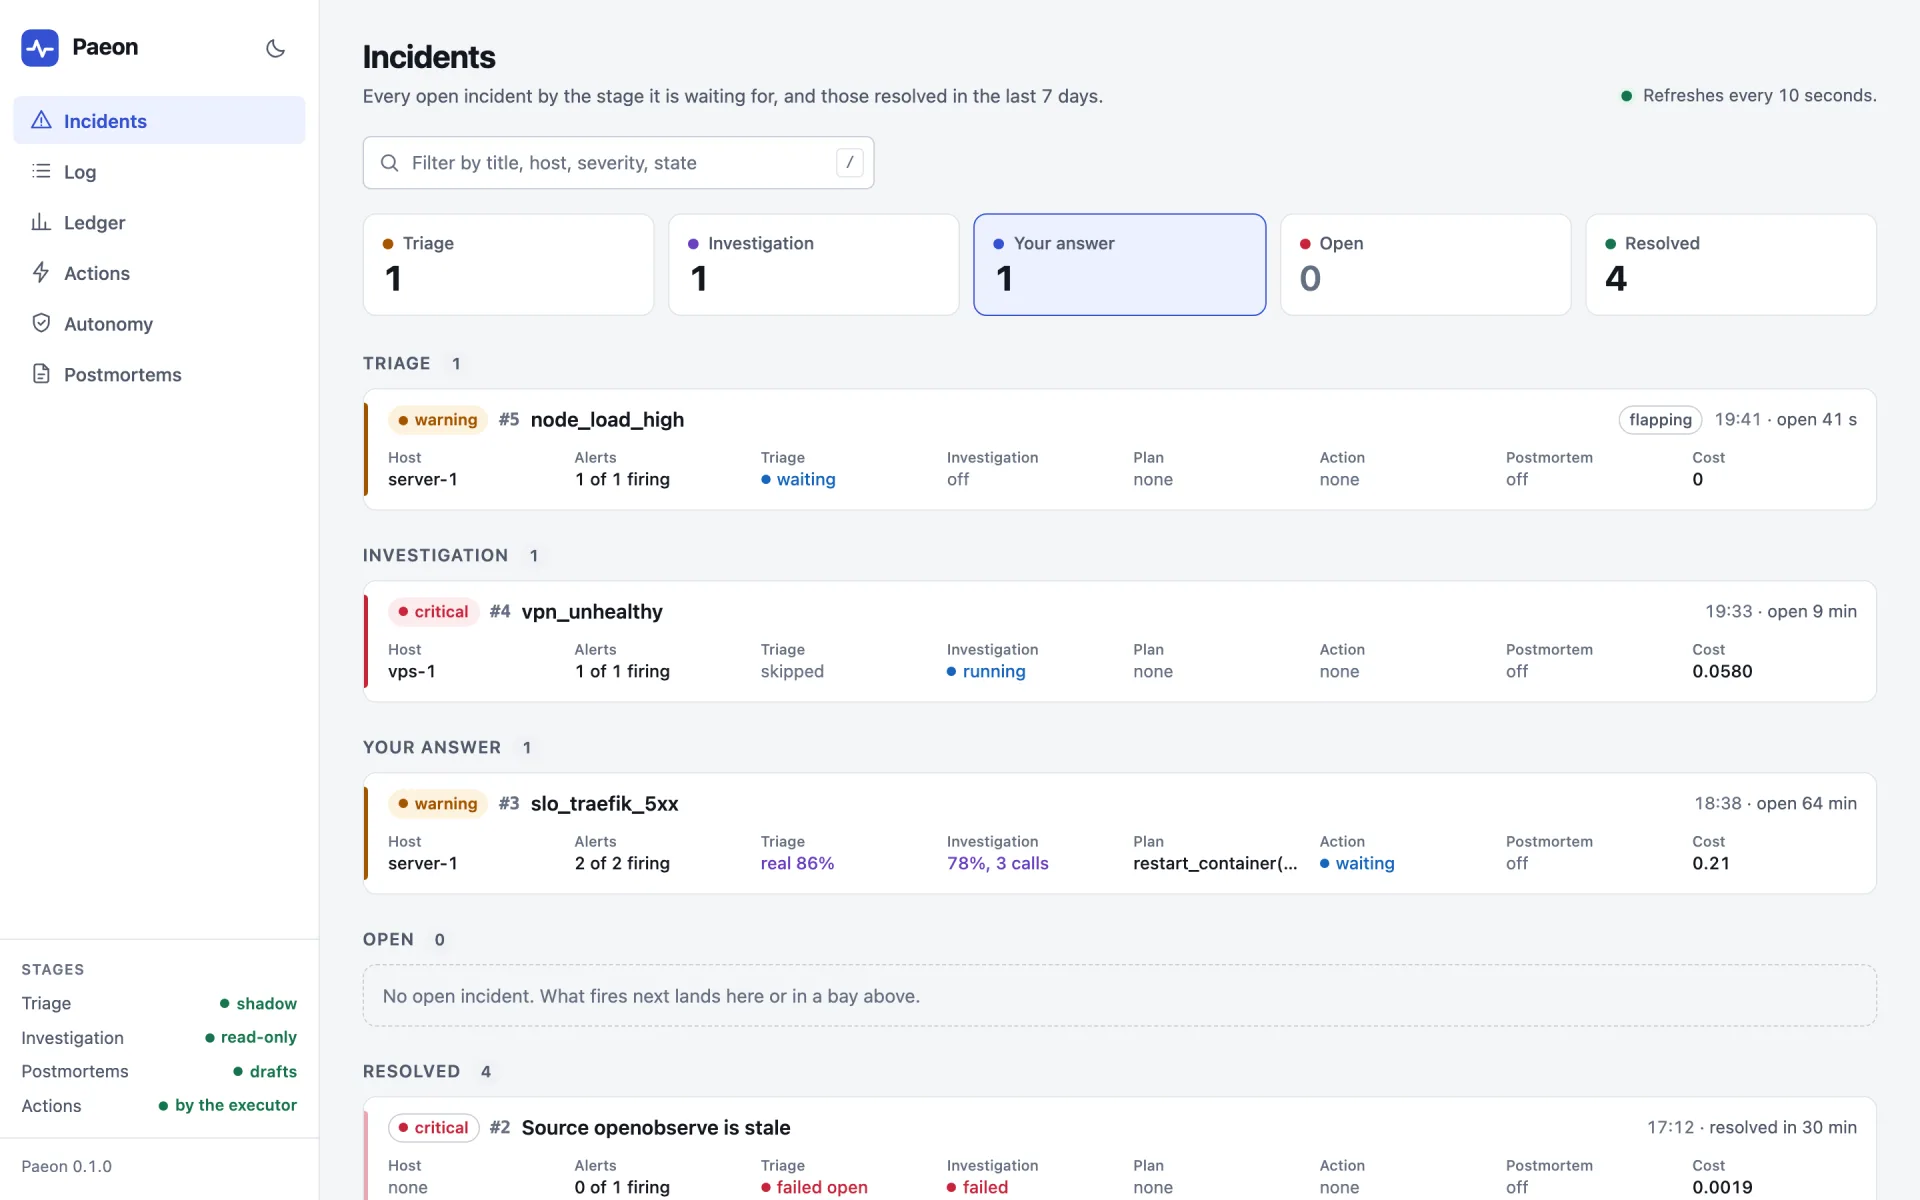 Paeon
Incidents
Log
Ledger
Actions
Autonomy
Postmortems
STAGES
Triage shadow
Investigation read-only
Postmortems drafts
Actions by the executor
Paeon 0.1.0
Incidents
Every open incident by the stage it is waiting for, and those resolved in the last 7 days.
Refreshes every 10 seconds.
Filter by title, host, severity, state /
Triage Investigation Your answer Open Resolved
1 1 1 0 4
TRIAGE 1
warning #5 node_load_high flapping 19:41 · open 41 s
Host Alerts Triage Investigation Plan Action Postmortem Cost
server-1 1 of 1 firing waiting off none none off 0
INVESTIGATION 1
critical #4 vpn_unhealthy 19:33 · open 9 min
Host Alerts Triage Investigation Plan Action Postmortem Cost
vps-1 1 of 1 firing skipped running none none off 0.0580
YOUR ANSWER 1
warning #3 slo_traefik_5xx 18:38 · open 64 min
Host Alerts Triage Investigation Plan Action Postmortem Cost
server-1 2 of 2 firing real 86% 78%, 3 calls restart_container(... waiting off 0.21
OPEN 0
No open incident. What fires next lands here or in a bay above.
RESOLVED 4
critical #2 Source openobserve is stale 17:12 · resolved in 30 min
Host Alerts Triage Investigation Plan Action Postmortem Cost
none 0 of 1 firing failed open failed none none off 0.0019